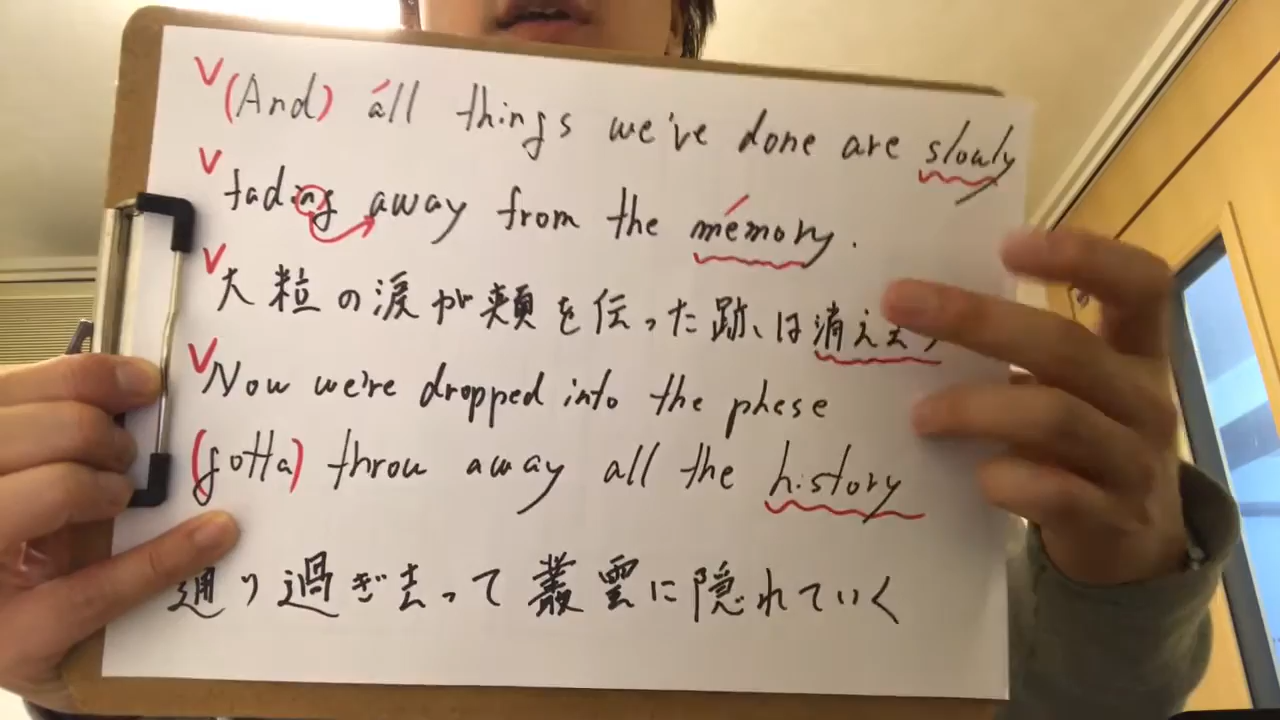 (And) all things we've done are slowly
fading away from the memory.
大粒の涙が頬を伝った跡は消え
Now we're dropped into the phese
(gotta) throw away all the history
通り過ぎ去って叢雲に隠れていく